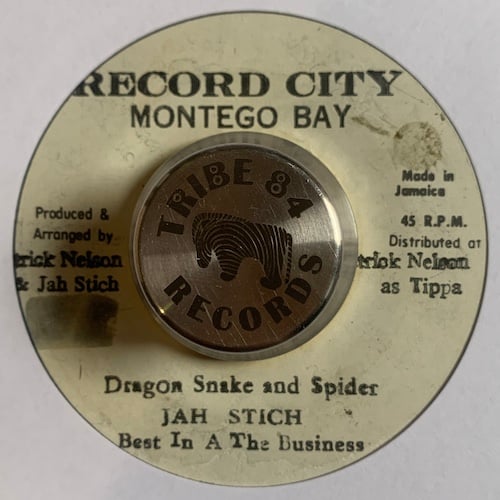 RECORD CITY
MONTEGO BAY
Made in
Jamaica
45 R.P.M.
Produced &
Arranged by
trick Nelson
& Jah Stich
Distributed at
trick Nelson
as Tippa
TRIBE 84
RECORDS
Dragon Snake and Spider
JAH STICH
Best In A The Business